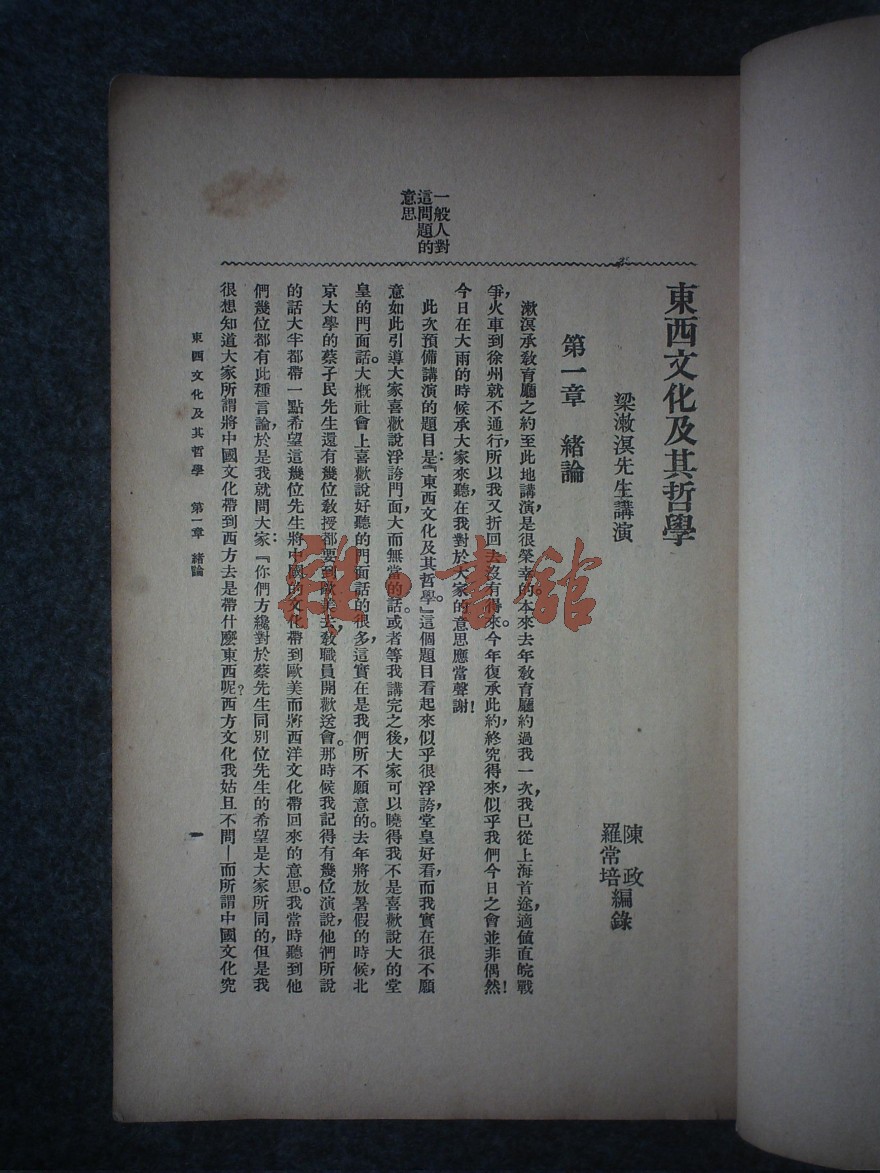 東西文化及其哲學
梁漱溟先生講演
陳政
羅常培編錄
第一章 緒論
漱溟承教育廳之約至此地講演，是很榮幸的。本來去年教育廳約過我一次，我已從上海首途，適値直皖戰
爭，火車到徐州就不通行，所以我又折回去沒有得來。今年復承此約，終究得來，似乎我們今日之會並非偶然！
今日在大雨的時候承大家來聽，在我對於大家的意思應當聲謝！
一般人對
這問題的
意思
此次預備講演的題目是：『東西文化及其哲學』。這個題目看起來似乎很浮誇，堂皇好看，而我實在很不願
意如此引導大家喜歡說浮誇門面，大而無當的話。或者等我講完之後，大家可以曉得我不是喜歡說大的堂
皇的門面話。大概社會上喜歡說好聽的門面話的很多，這實在是我們所不願意的。去年將放暑假的時候，北
京大學的蔡孑民先生還有幾位教授都要到歐美去，教職員開歡送會。那時候我記得有幾位演說，他們所說
的話大半都帶一點希望這幾位先生將中國的文化帶到歐美而將西洋文化帶回來的意思。我當時聽到他
們幾位都有此種言論，於是我就問大家：『你們方纔對於蔡先生同別位先生的希望是大家所同的，但是我
很想知道大家所謂將中國文化帶到西方去是帶什麼東西呢？西方文化我姑且不問—而所謂中國文化究
東西文化及其哲學 第一章 緒論
一
書館